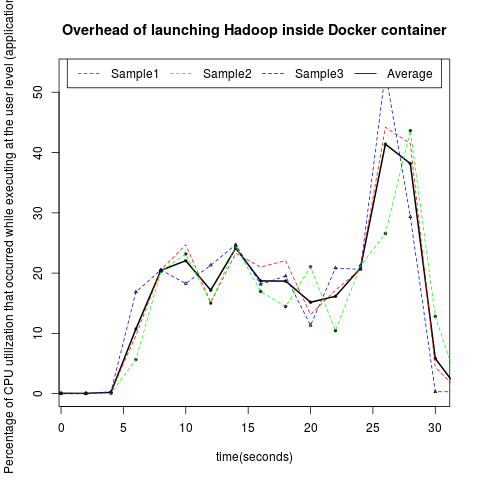 Overhead of launching Hadoop inside Docker container
Percentage of CPU utilization that occurred while executing at the user level (application
Sample1 Sample2 Sample3 Average
50
40
30
20
10
0
0 5 10 15 20 25 30
time(seconds)